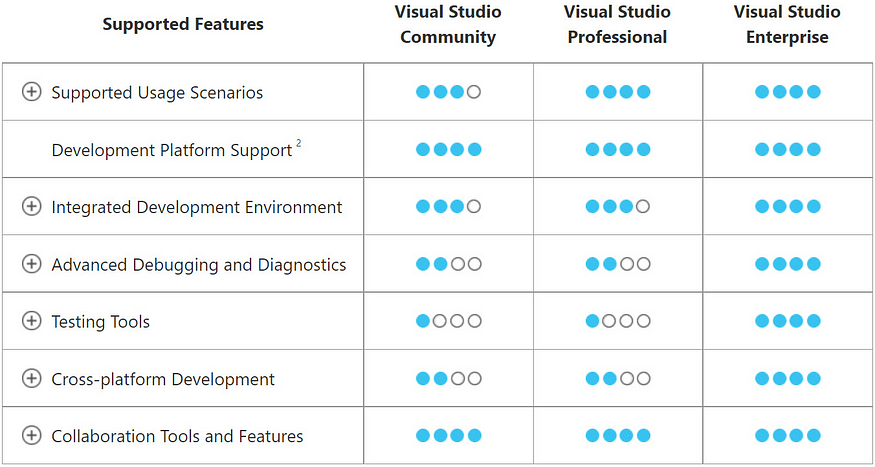 Supported Features
Visual Studio
Community
Visual Studio
Professional
Visual Studio
Enterprise
Supported Usage Scenarios
Development Platform Support 2
Integrated Development Environment
Advanced Debugging and Diagnostics
Testing Tools
Cross-platform Development
Collaboration Tools and Features